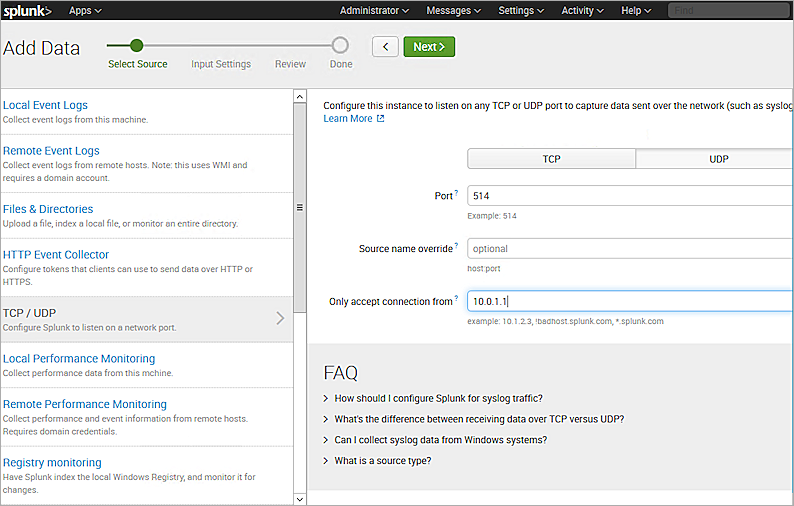 splunk> Apps Administrator Messages Settings Activity Help Find
Add Data
Select Source Input Settings Review Done
< Next >
Local Event Logs
Collect event logs from this machine.
Remote Event Logs
Collect event logs from remote hosts. Note: this uses WMI and
requires a domain account.
Files & Directories
Upload a file, index a local file, or monitor an entire directory.
HTTP Event Collector
Configure tokens that clients can use to send data over HTTP or
HTTPS.
TCP / UDP
Configure Splunk to listen on a network port.
Local Performance Monitoring
Collect performance data from this mchine.
Remote Performance Monitoring
Collect performance and event information from remote hosts.
Requires domain credentials.
Registry monitoring
Have Splunk index the local Windows Registry, and monitor it for
changes.
Configure this instance to listen on any TCP or UDP port to capture data sent over the network (such as syslog
Learn More
TCP UDP
Port ? 514
Example: 514
Source name override ? optional
host:port
Only accept connection from ? 10.0.1.1
example: 10.1.2.3, !badhost.splunk.com, *.splunk.com
FAQ
> How should I configure Splunk for syslog traffic?
> What's the difference between receiving data over TCP versus UDP?
> Can I collect syslog data from Windows systems?
> What is a source type?